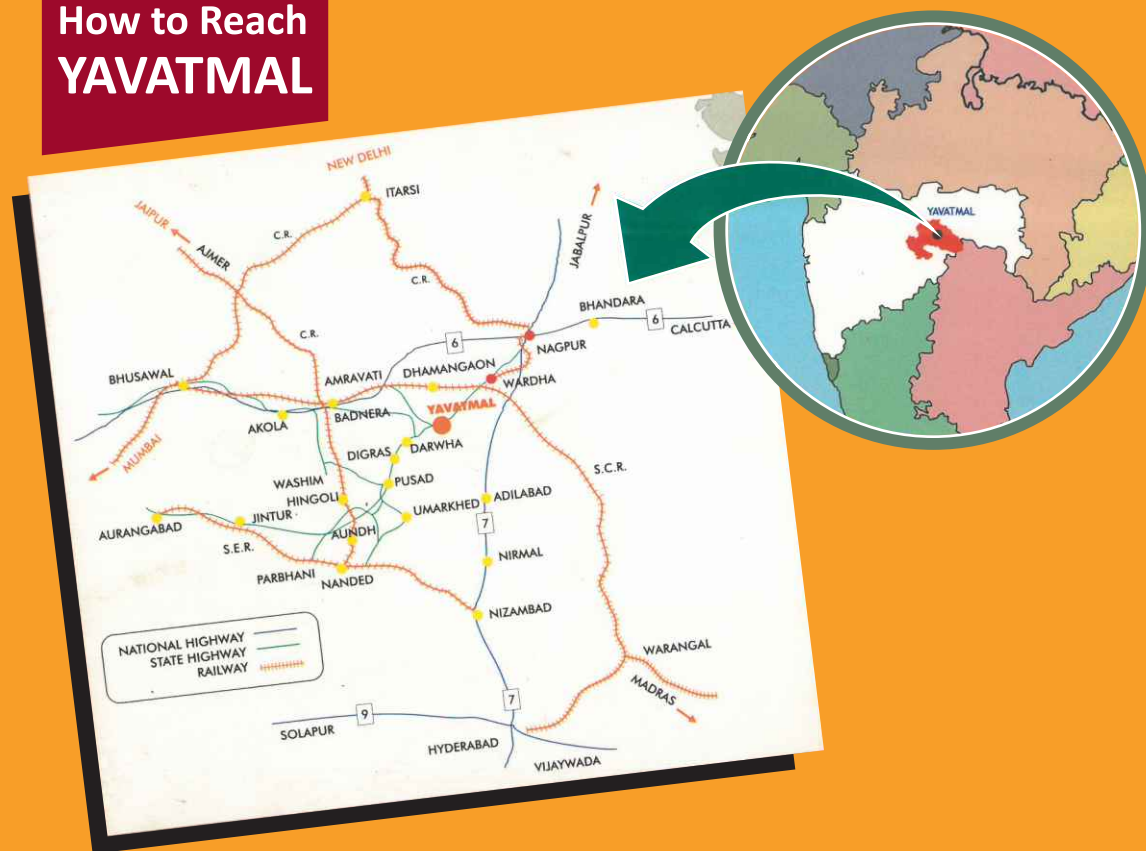 How to Reach
YAVATMAL
NEW DELHI
ITARSI
JAIPUR
AJMER
C.R.
C.R.
C.R.
JABALPUR
BHANDARA
6
CALCUTTA
6
NAGPUR
BHUSAWAL
AMRAVATI
DHAMANGAON
WARDHA
YAVATMAL
AKOLA
BADNERA
MUMBAI
DIGRAS
DARWHA
WASHIM
PUSAD
HINGOLI
UMARKHED
ADILABAD
S.C.R.
AURANGABAD
JINTUR
7
S.E.R.
AUNDH
NIRMAL
PARBHANI
NANDED
NIZAMBAD
NATIONAL HIGHWAY
STATE HIGHWAY
RAILWAY
WARANGAL
MADRAS
7
9
SOLAPUR
HYDERABAD
VIJAYWADA
YAVATMAL